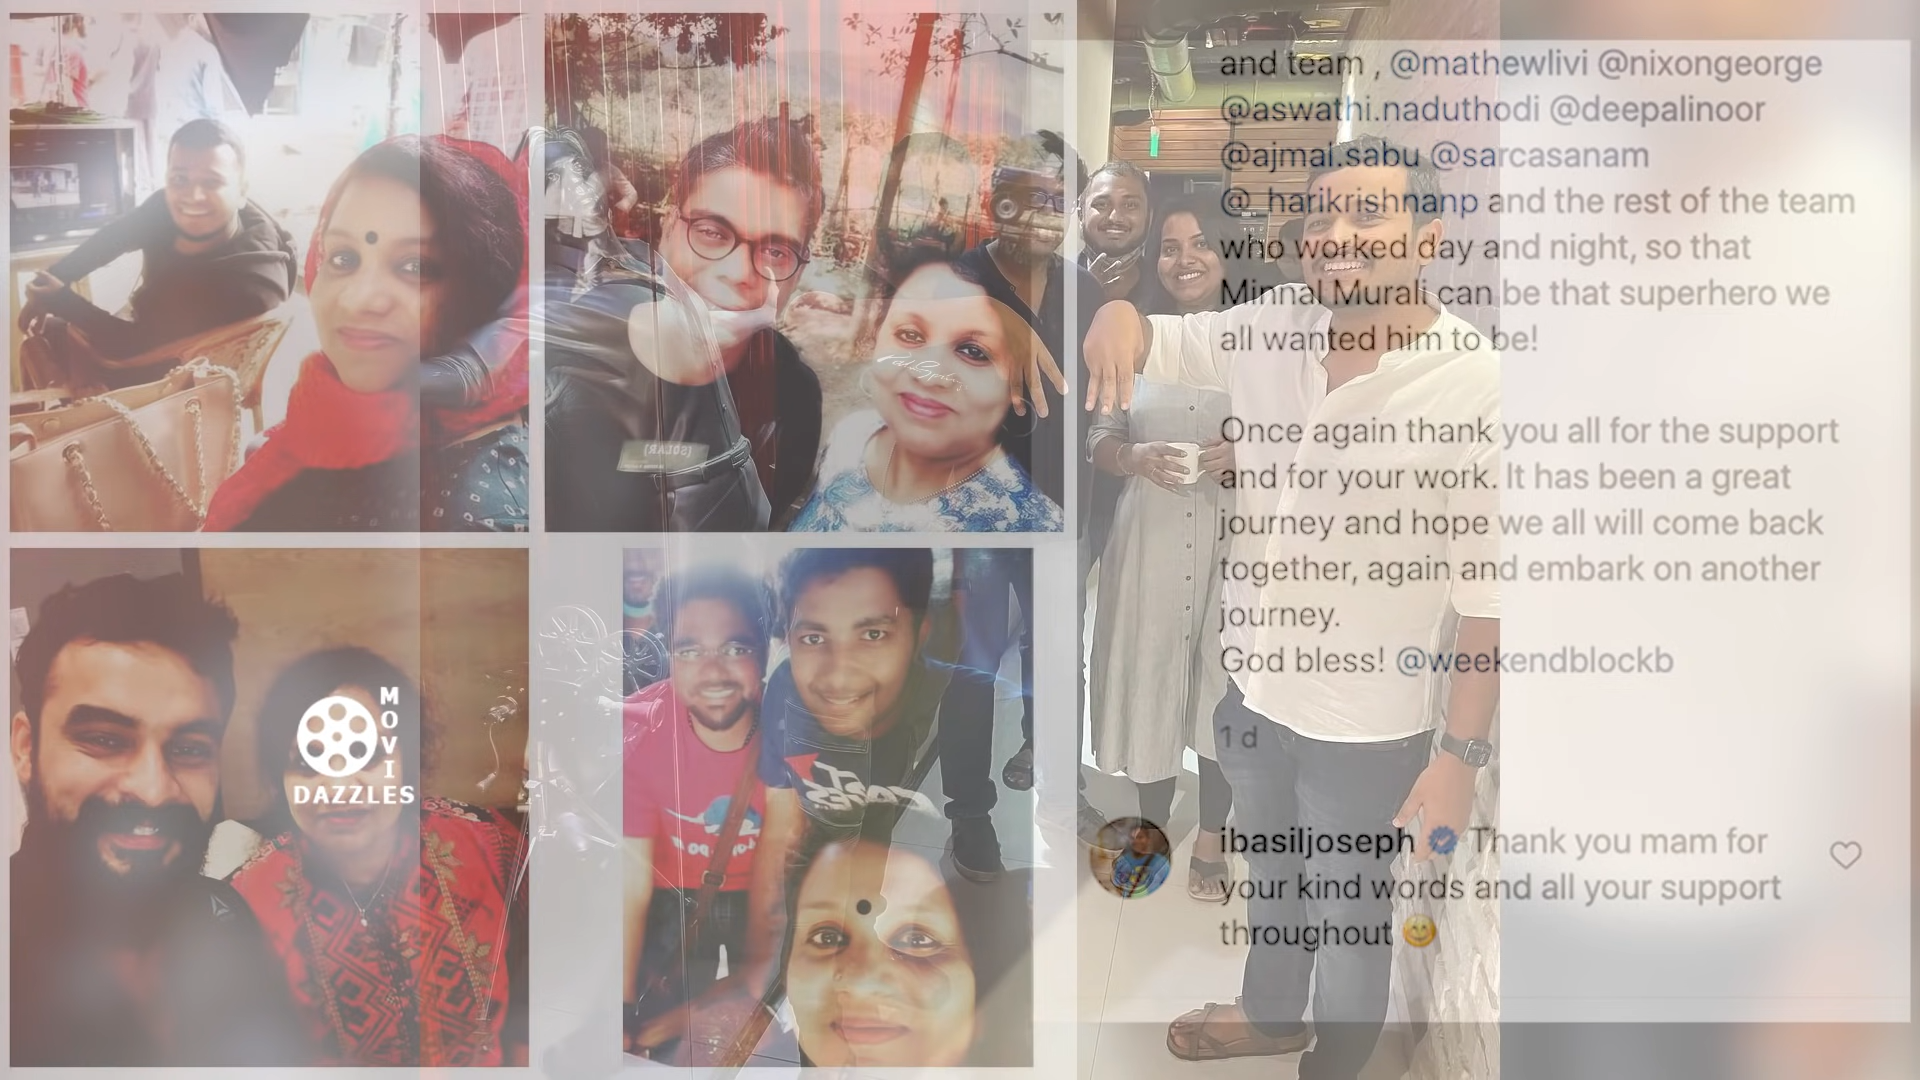 and team , @mathewlivi @nixongeorge
@aswathi.naduthodi @deepalinoor
@ajmal.sabu @sarcasanam
@_harikrishnanp and the rest of the team
who worked day and night, so that
Minnal Murali can be that superhero we
all wanted him to be!
Once again thank you all for the support
and for your work. It has been a great
journey and hope we all will come back
together, again and embark on another
journey.
God bless! @weekendblockb
1 d
ibasiljoseph Thank you mam for
your kind words and all your support
throughout 😊
MOVIE
DAZZLES